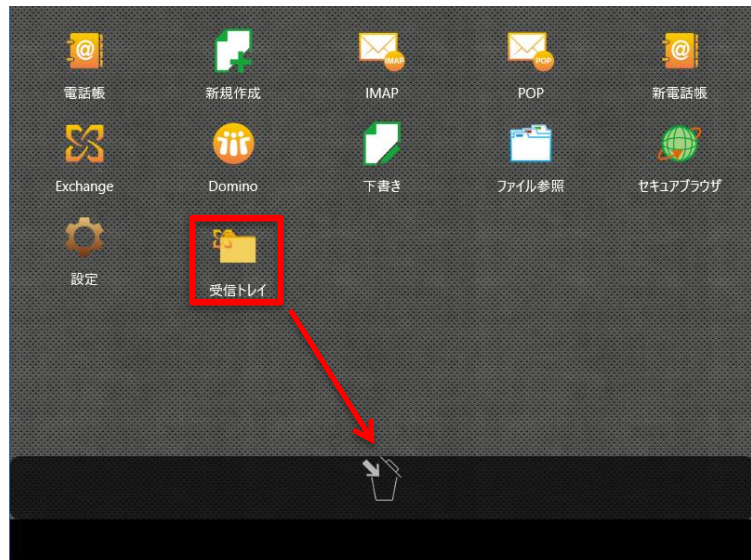 電話帳
新規作成
IMAP
IMAP
POP
POP
新電話帳
Exchange
Domino
下書き
ファイル参照
セキュアブラウザ
設定
受信トレイ